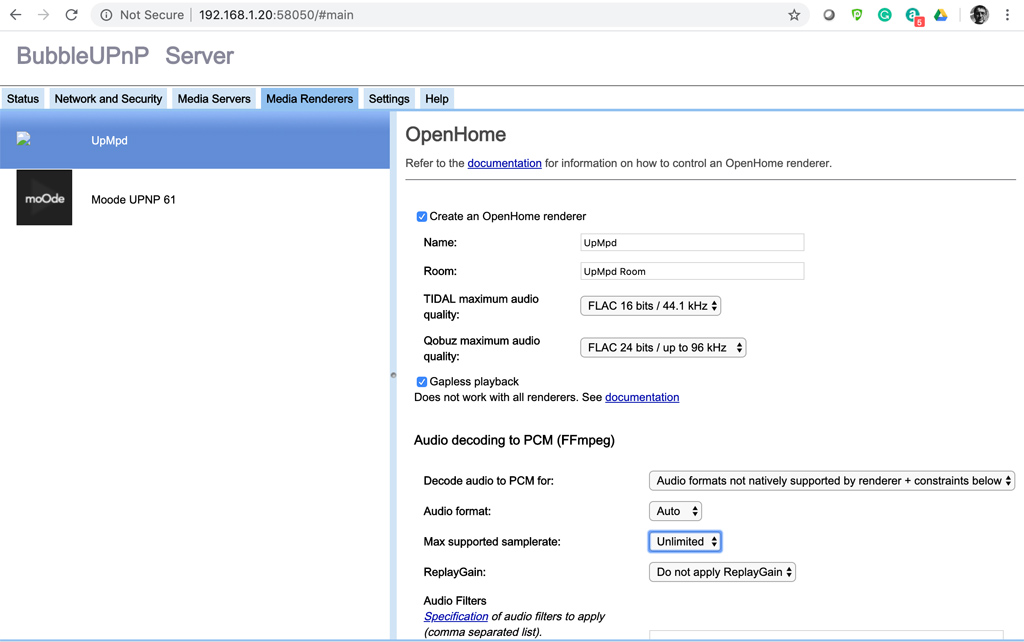 Not Secure 192.168.1.20:58050/#main
5
BubbleUPnP Server
Status Network and Security Media Servers Media Renderers Settings Help
UpMpd
moOde
Moode UPNP 61
OpenHome
Refer to the documentation for information on how to control an OpenHome renderer.
Create an OpenHome renderer
Name: UpMpd
Room: UpMpd Room
TIDAL maximum audio
quality:
FLAC 16 bits / 44.1 kHz
Qobuz maximum audio
quality:
FLAC 24 bits / up to 96 kHz
Gapless playback
Does not work with all renderers. See documentation
Audio decoding to PCM (FFmpeg)
Decode audio to PCM for: Audio formats not natively supported by renderer + constraints below
Audio format: Auto
Max supported samplerate: Unlimited
ReplayGain: Do not apply ReplayGain
Audio Filters
Specification of audio filters to apply
(comma separated list).